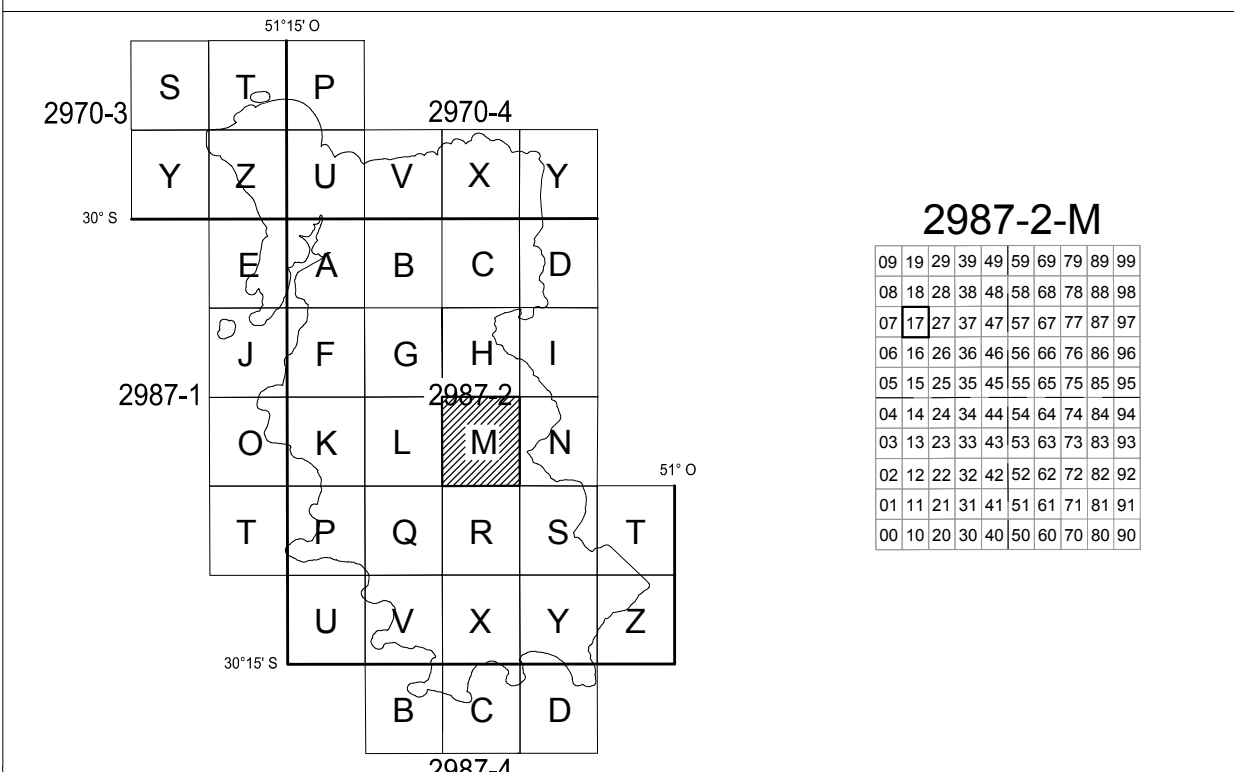 51°15' O
S T P
2970-3 2970-4
Y Z U V X Y
30° S
E A B C D
J F G H I
2987-1 2987-2
O K L M N
51° O
T P Q R S T
U V X Y Z
30°15' S
B C D
2987-4
2987-2-M
09 19 29 39 49 59 69 79 89 99
08 18 28 38 48 58 68 78 88 98
07 17 27 37 47 57 67 77 87 97
06 16 26 36 46 56 66 76 86 96
05 15 25 35 45 55 65 75 85 95
04 14 24 34 44 54 64 74 84 94
03 13 23 33 43 53 63 73 83 93
02 12 22 32 42 52 62 72 82 92
01 11 21 31 41 51 61 71 81 91
00 10 20 30 40 50 60 70 80 90